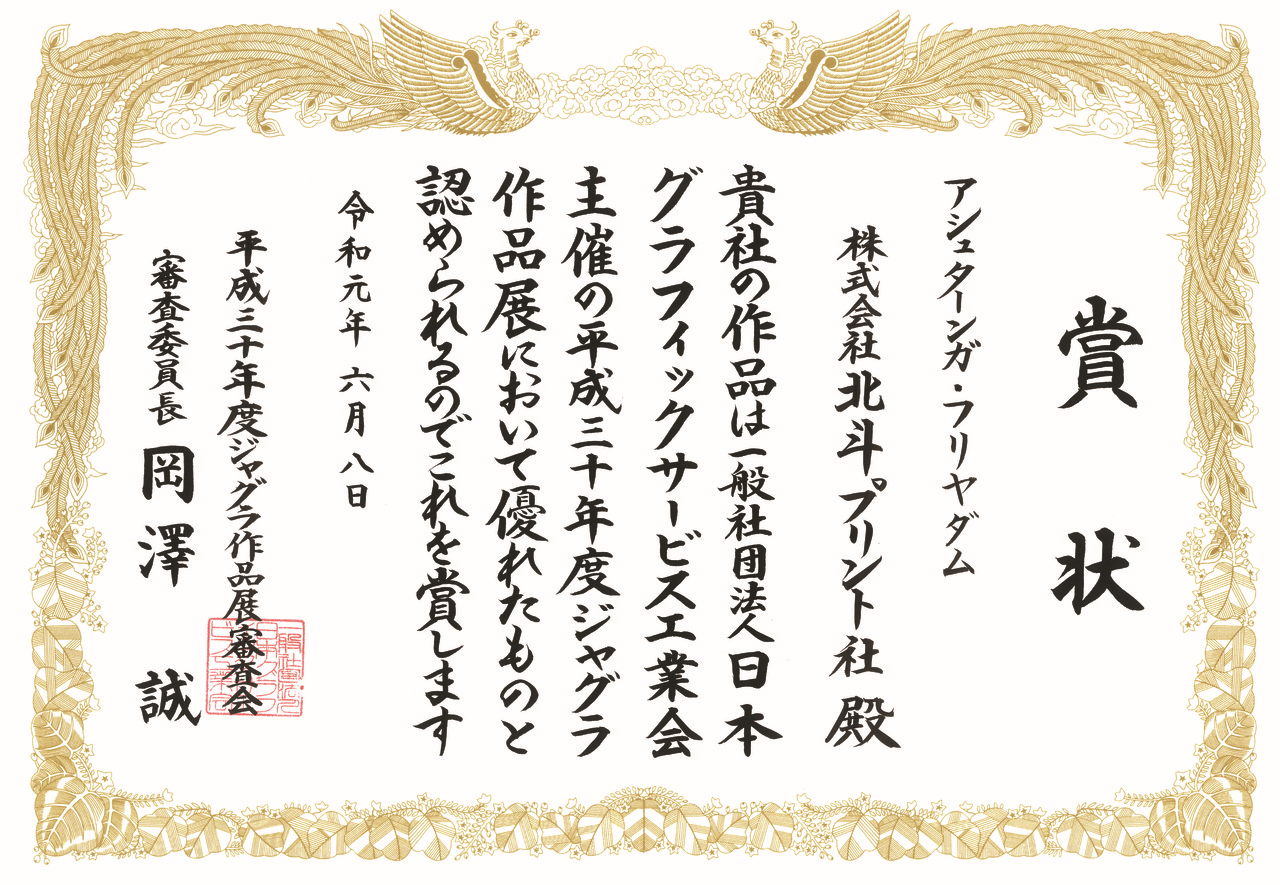 賞状
アシュターンガ・フリヤダム
株式会社北斗プリント社 殿
貴社の作品は一般社団法人日本
グラフィックサービス工業会
主催の平成三十年度ジャグラ
作品展において優れたものと
認められるのでこれを賞します
令和元年 六月 八日
平成三十年度ジャグラ作品展審査会
審査委員長 岡澤 誠